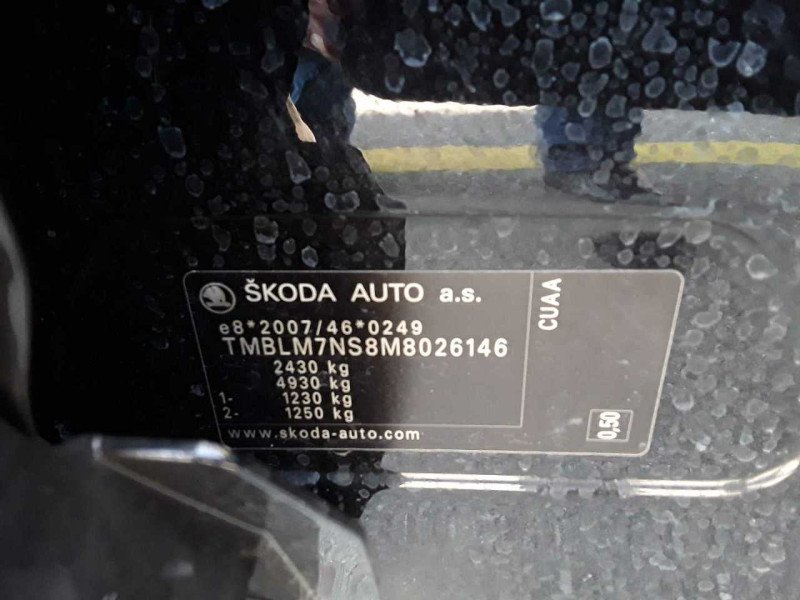 ŠKODA AUTO a.s.
e8*2007/46*0249
TMBLM7NS8M8026146
2430 kg
4930 kg
1- 1230 kg
2- 1250 kg
www.skoda-auto.com
CUAA
0,50